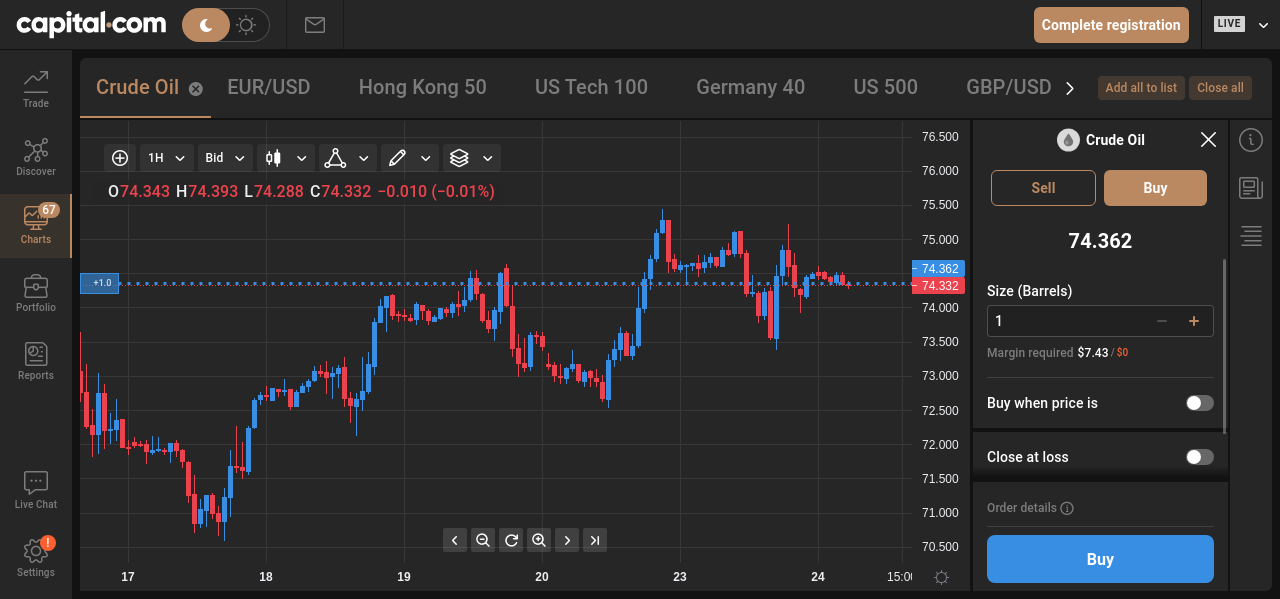 capital.com
Complete registration
LIVE
Trade
Discover
67
Charts
Portfolio
Reports
Live Chat
!
Settings
Crude Oil EUR/USD Hong Kong 50 US Tech 100 Germany 40 US 500 GBP/USD
Add all to list Close all
1H Bid
O74.343 H74.393 L74.288 C74.332 −0.010 (−0.01%)
+1.0
76.500
76.000
75.500
75.000
74.362
74.332
74.000
73.500
73.000
72.500
72.000
71.500
71.000
70.500
17 18 19 20 23 24 15:00
Crude Oil
Sell Buy
74.362
Size (Barrels)
1
Margin required $7.43 / $0
Buy when price is
Close at loss
Order details
Buy